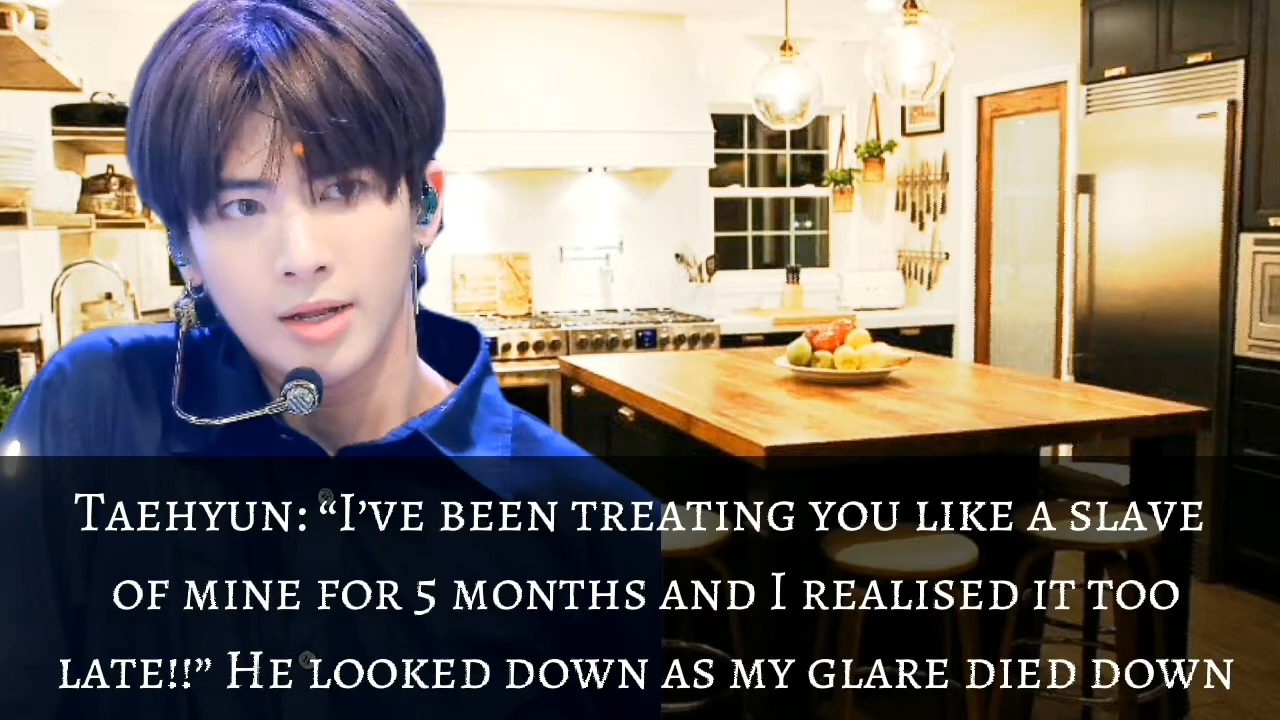 Taehyun: “I’ve been treating you like a slave
of mine for 5 months and I realised it too
late!!” He looked down as my glare died down